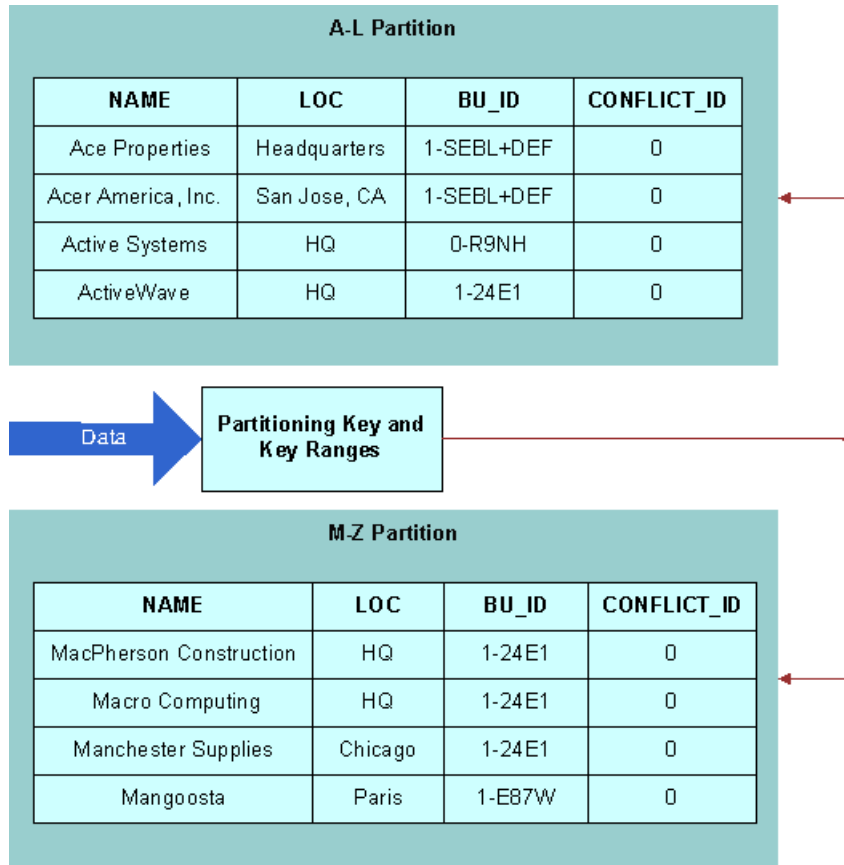 A-L Partition
NAME LOC BU_ID CONFLICT_ID
Ace Properties Headquarters 1-SEBL+DEF 0
Acer America, Inc. San Jose, CA 1-SEBL+DEF 0
Active Systems HQ 0-R9NH 0
ActiveWave HQ 1-24E1 0
Data
Partitioning Key and
Key Ranges
M-Z Partition
NAME LOC BU_ID CONFLICT_ID
MacPherson Construction HQ 1-24E1 0
Macro Computing HQ 1-24E1 0
Manchester Supplies Chicago 1-24E1 0
Mangoosta Paris 1-E87W 0